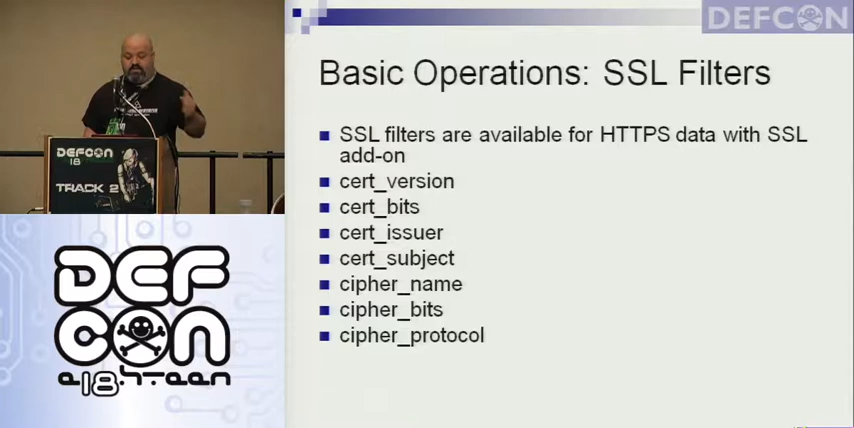 DEFCON
Basic Operations: SSL Filters
SSL filters are available for HTTPS data with SSL
add-on
cert_version
cert_bits
cert_issuer
cert_subject
cipher_name
cipher_bits
cipher_protocol
DEFCON
18
TRACK 2
DEF
CON
e18hteen